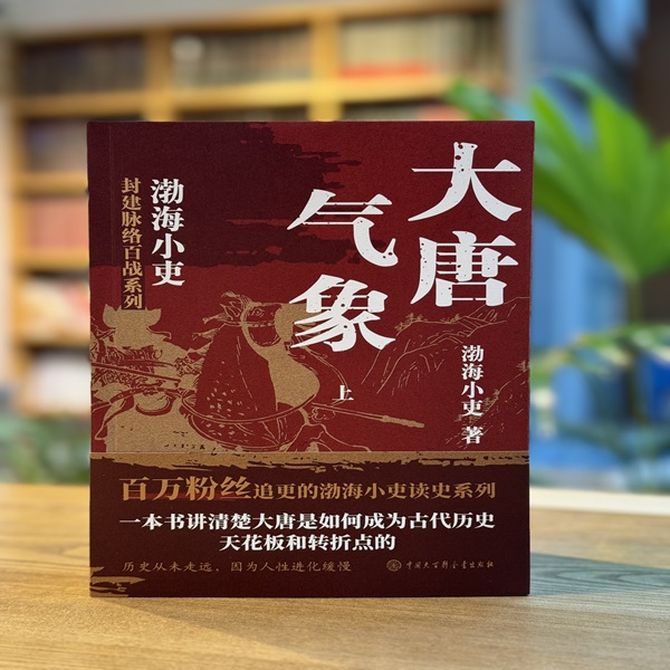 大唐
气象
上
渤海小吏 著
渤海小吏
封建脉络百战系列
百万粉丝追更的渤海小吏读史系列
一本书讲清楚大唐是如何成为古代历史
天花板和转折点的
历史从未走远，因为人性进化缓慢
中国大百科全书出版社